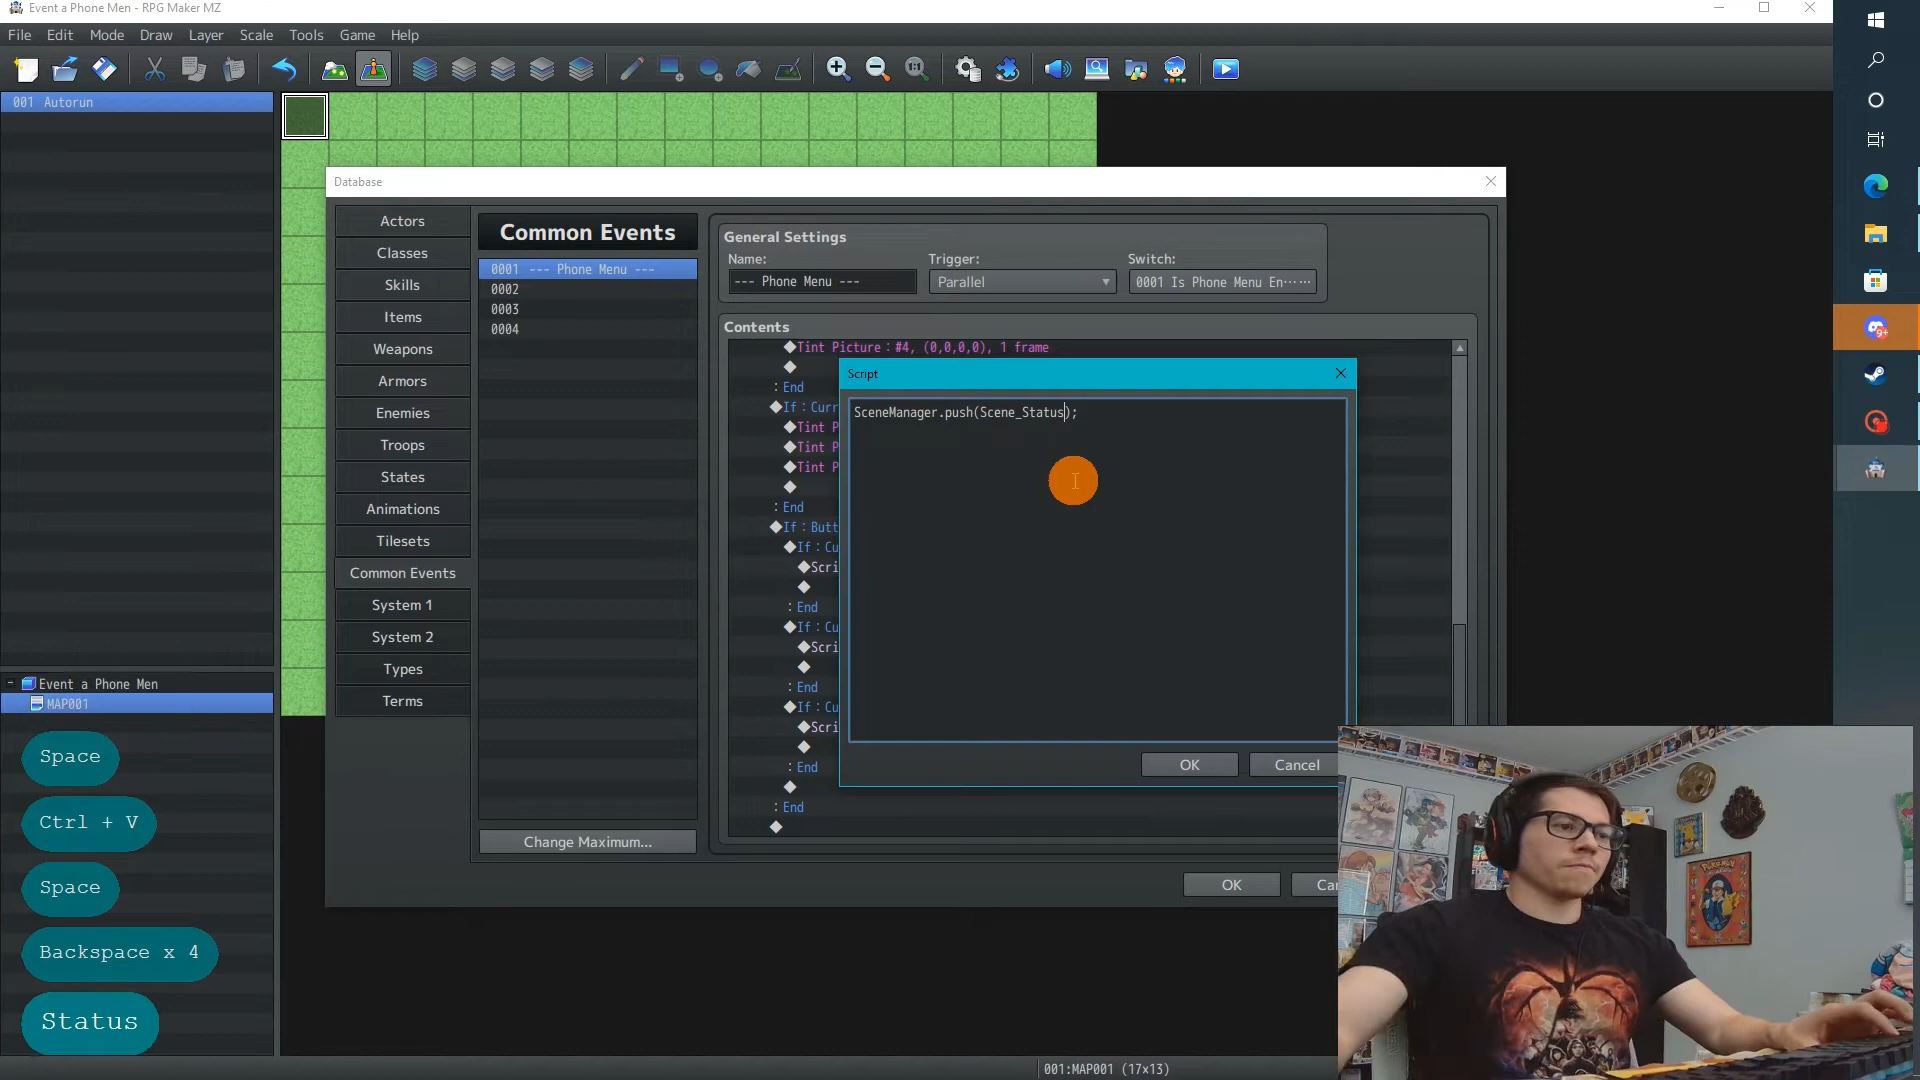 Event a Phone Men - RPG Maker MZ
File Edit Mode Draw Layer Scale Tools Game Help
001 Autorun
Database
Actors
Classes
Skills
Items
Weapons
Armors
Enemies
Troops
States
Animations
Tilesets
Common Events
System 1
System 2
Types
Terms
Common Events
0001 --- Phone Menu ---
0002
0003
0004
Change Maximum...
General Settings
Name:
--- Phone Menu ---
Trigger:
Parallel
Switch:
0001 Is Phone Menu En⋯ ⋯
Contents
◆Tint Picture：#4, (0,0,0,0), 1 frame
◆
：End
◆If：Curr
◆Tint P
◆Tint P
◆Tint P
◆
：End
◆If：Butt
◆If：Cu
◆Scri
◆
：End
◆If：Cu
◆Scri
◆
：End
◆If：Cu
◆Scri
◆
：End
◆
：End
◆
Script
SceneManager.push(Scene_Status);
OK Cancel
OK Can
Event a Phone Men
MAP001
Space
Ctrl + V
Space
Backspace x 4
Status
001:MAP001 (17x13)
9+
1:1